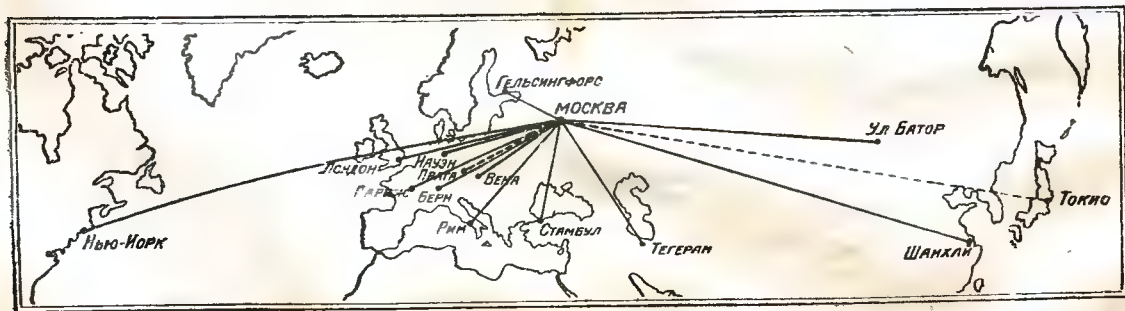 Гельсингфорс
Москва
Ул Батор
Лондон
Науэн
Прага
Вена
Париж
Берн
Токио
Нью-Иорк
Рим
Стамбул
Тегеран
Шанхай